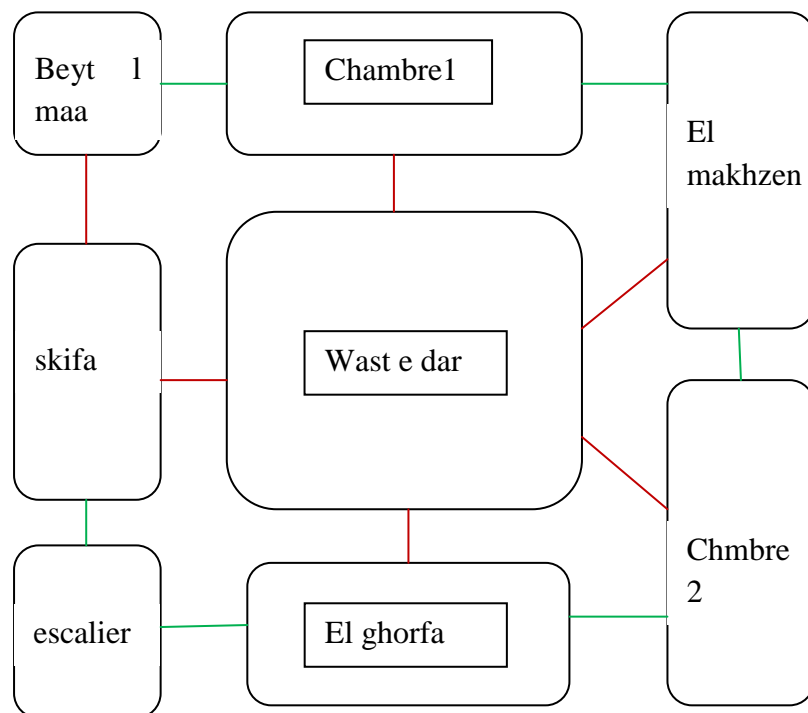 Beyt l
maa
Chambre1
El
makhzen
skifa
Wast e dar
Chmbre
2
escalier
El ghorfa